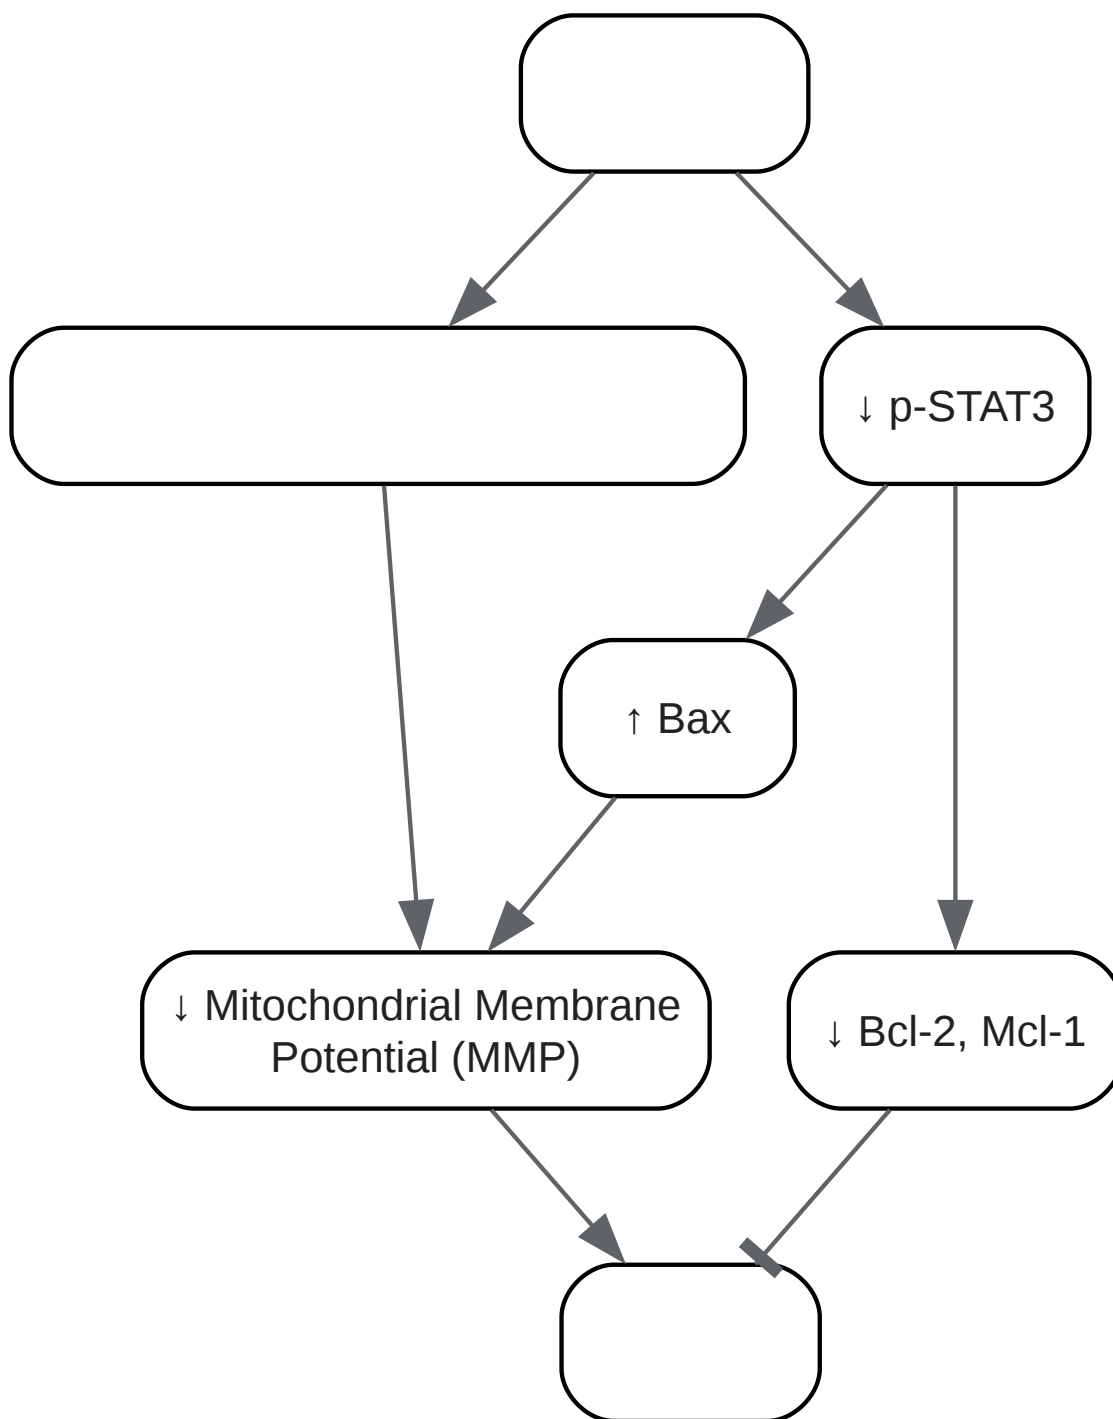 ↓ p-STAT3
↑ Bax
↓ Mitochondrial Membrane
Potential (MMP)
↓ Bcl-2, Mcl-1